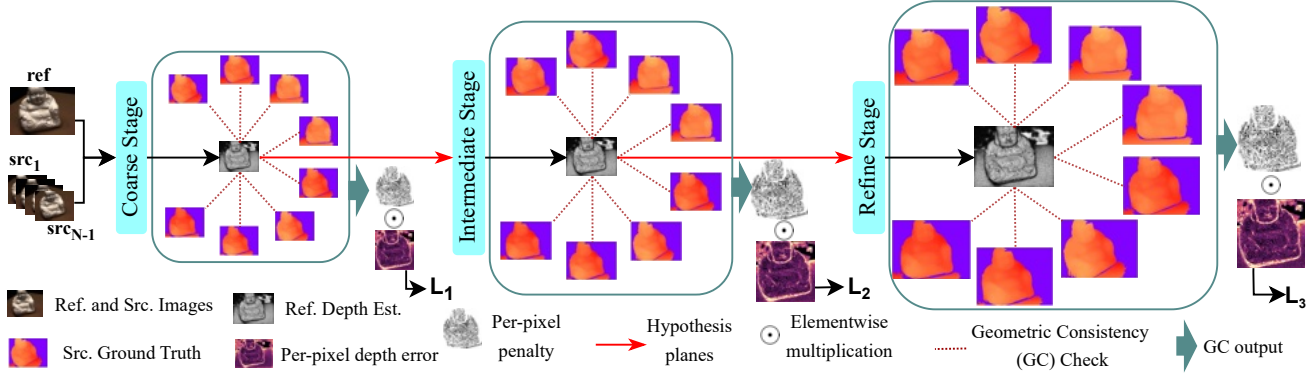 ref
src1
srcN-1
Coarse Stage
L1
Intermediate Stage
L2
Refine Stage
L3
Ref. and Src. Images
Ref. Depth Est.
Per-pixel
penalty
Hypothesis
planes
Elementwise
multiplication
Geometric Consistency
(GC) Check
GC output
Src. Ground Truth
Per-pixel depth error